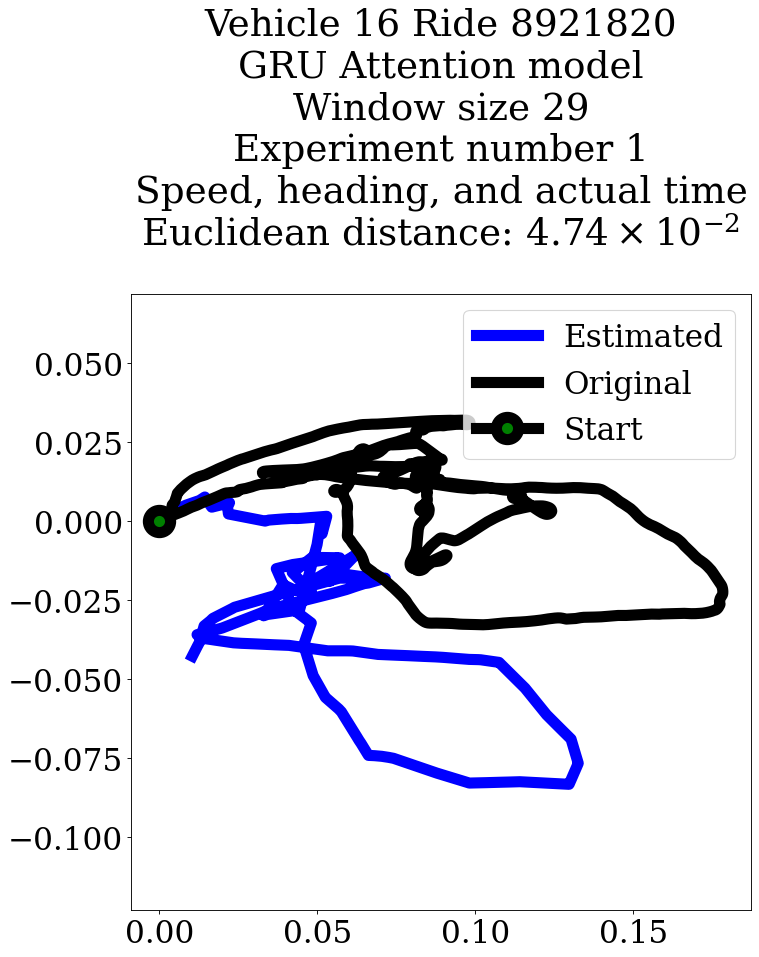 Vehicle 16 Ride 8921820
GRU Attention model
Window size 29
Experiment number 1
Speed, heading, and actual time
Euclidean distance: 4.74 × 10⁻²
Estimated
Original
Start
0.050
0.025
0.000
−0.025
−0.050
−0.075
−0.100
0.00 0.05 0.10 0.15